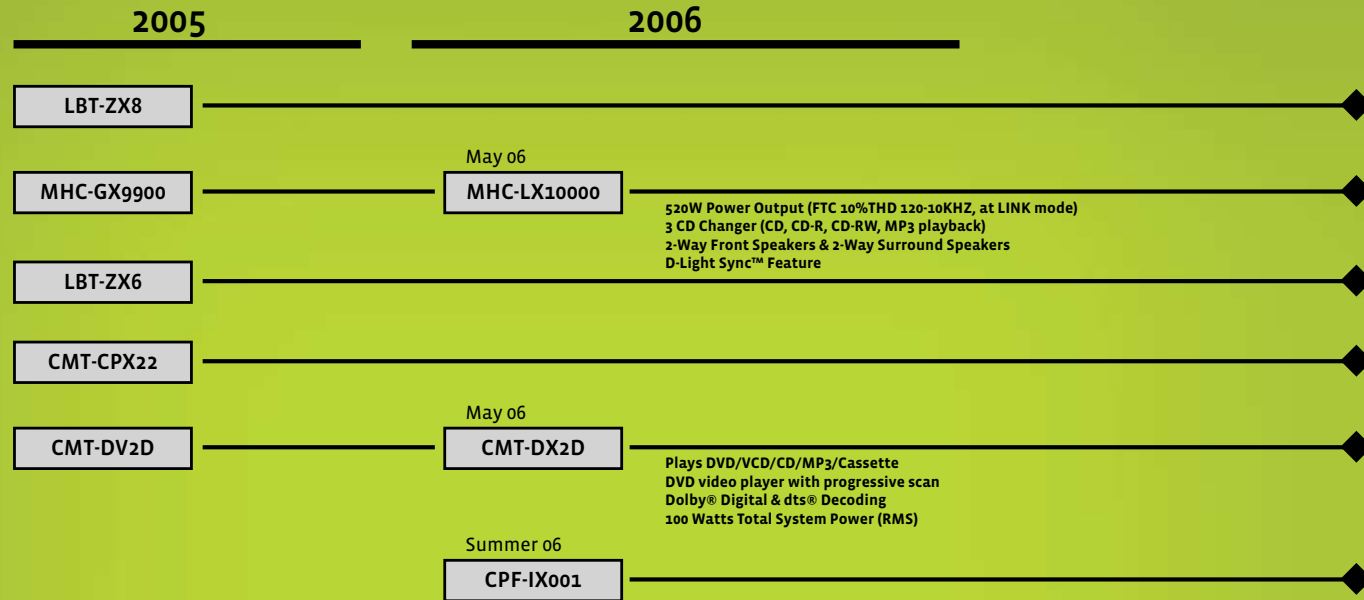 2005
2006
LBT-ZX8
May 06
MHC-GX9900
MHC-LX10000
520W Power Output (FTC 10%THD 120-10KHZ, at LINK mode)
3 CD Changer (CD, CD-R, CD-RW, MP3 playback)
2-Way Front Speakers & 2-Way Surround Speakers
D-Light Sync™ Feature
LBT-ZX6
CMT-CPX22
May 06
CMT-DV2D
CMT-DX2D
Plays DVD/VCD/CD/MP3/Cassette
DVD video player with progressive scan
Dolby® Digital & dts® Decoding
100 Watts Total System Power (RMS)
Summer 06
CPF-IX001